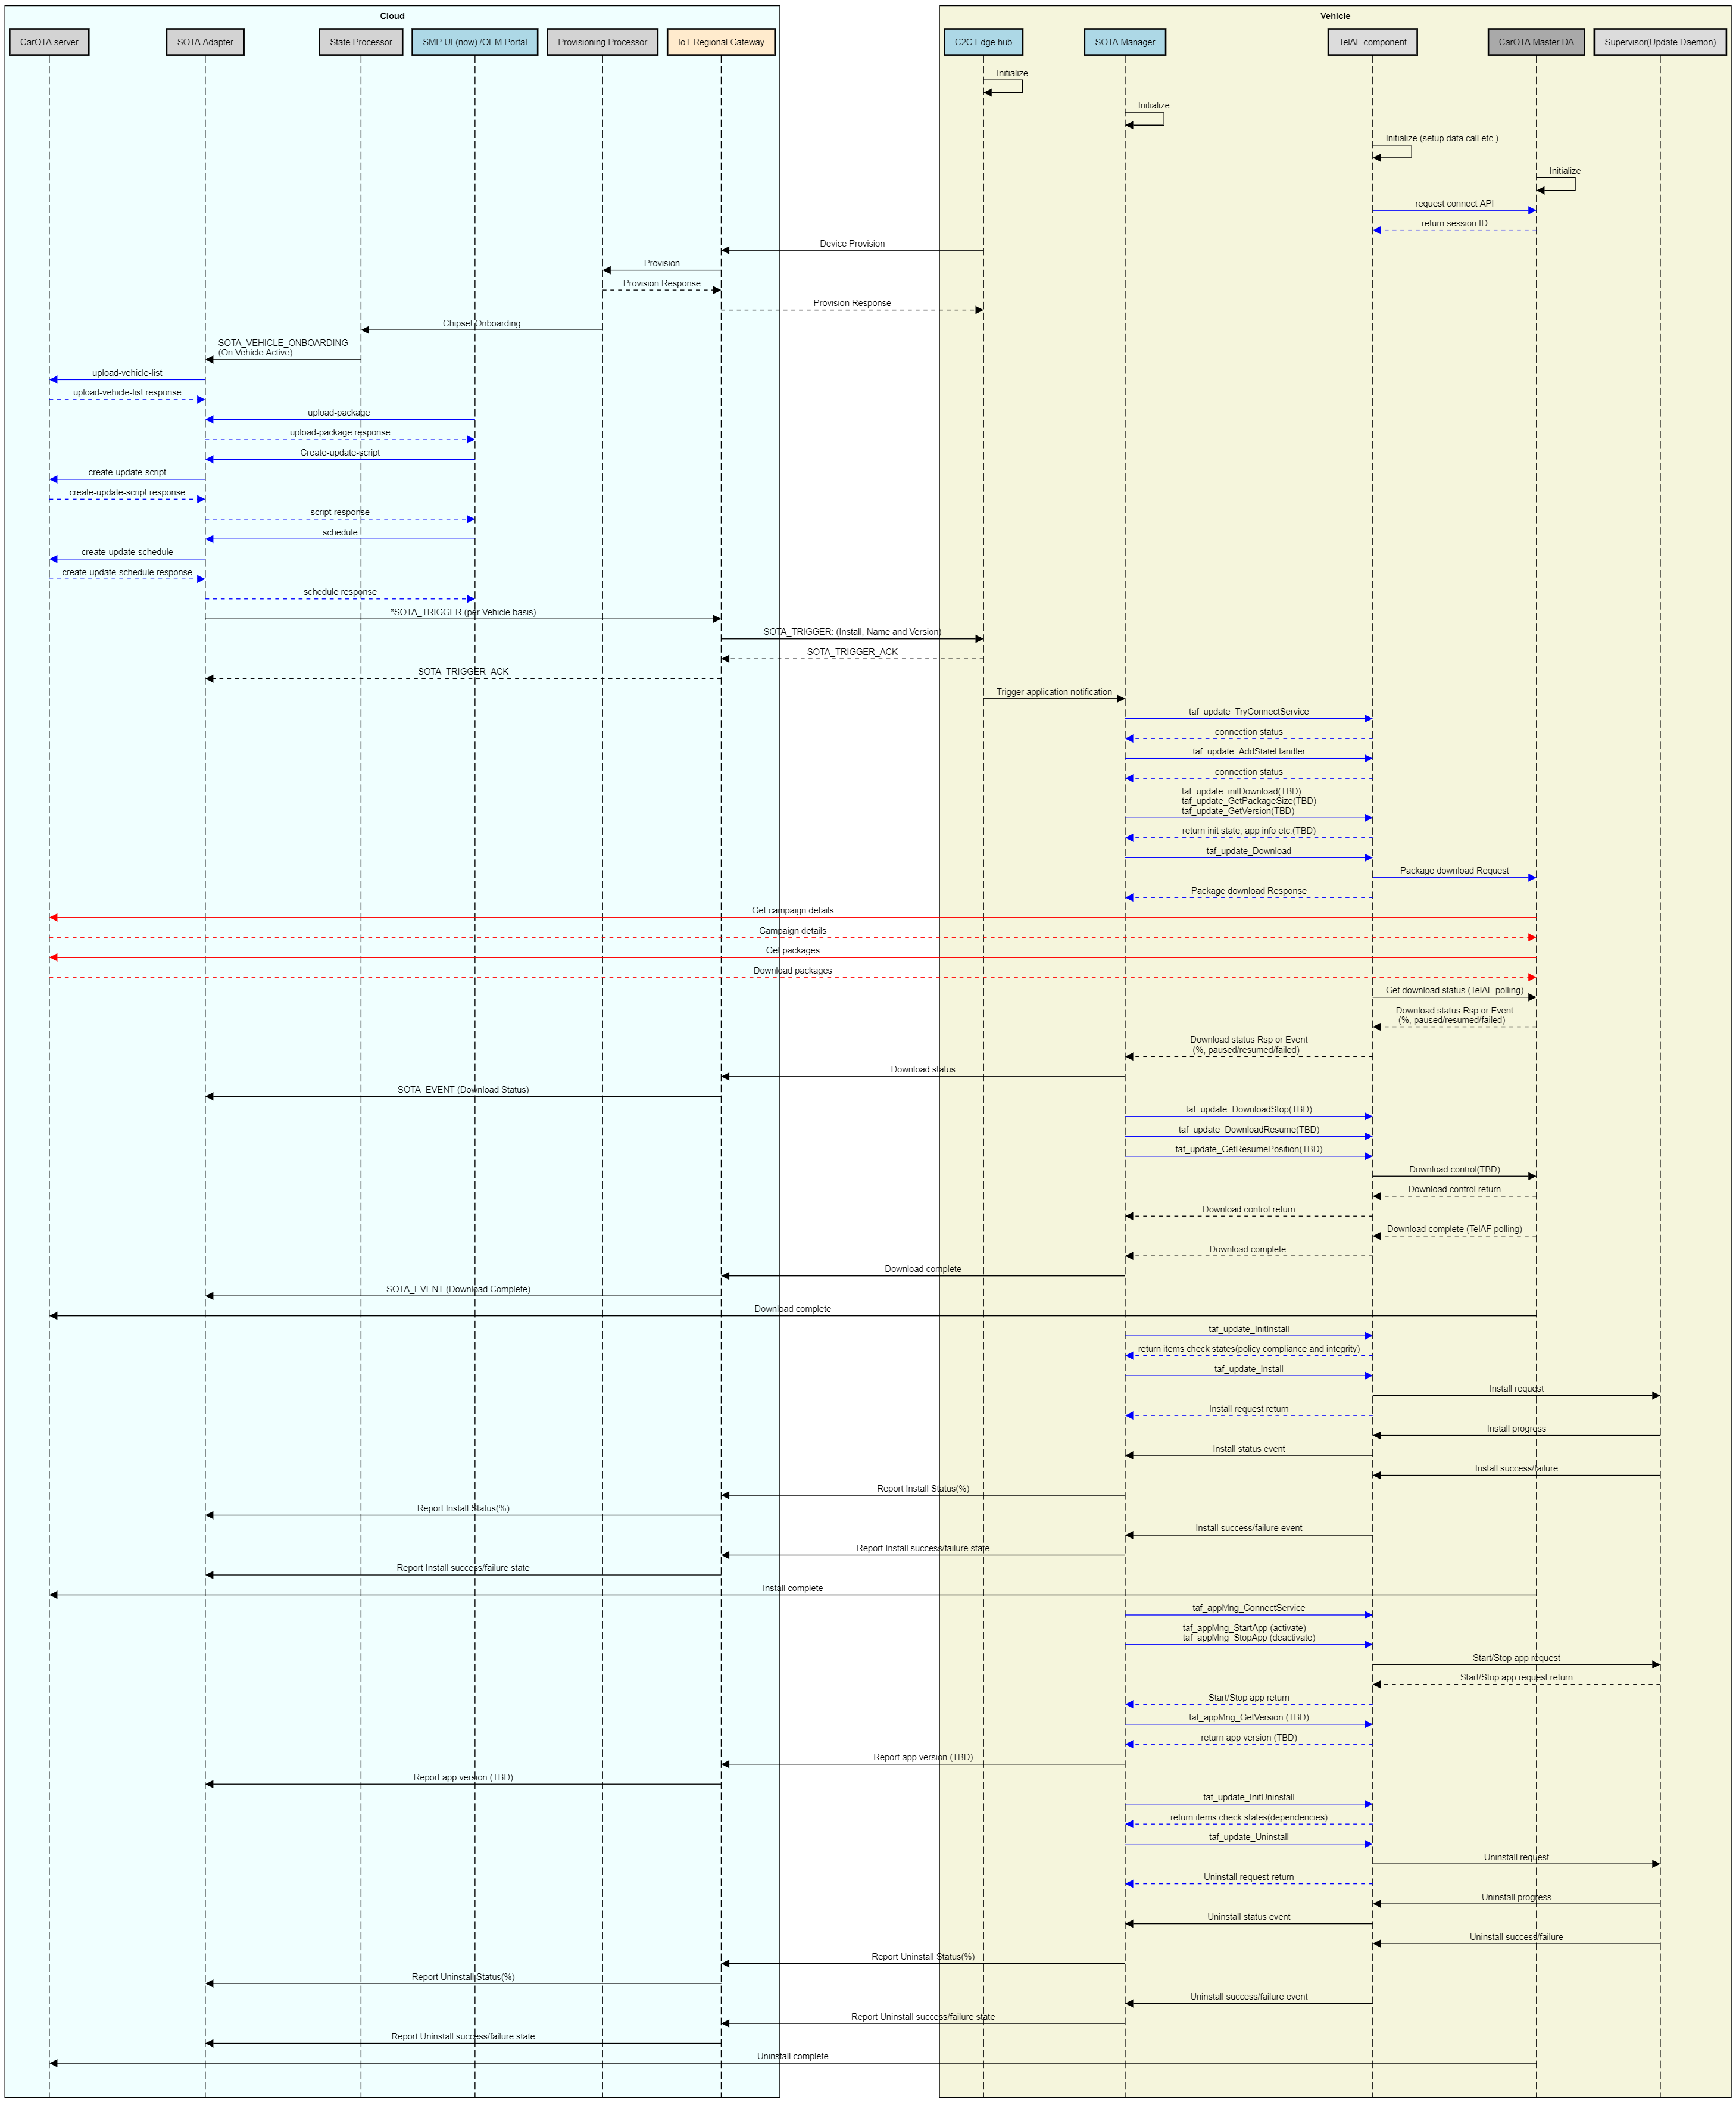 Cloud
Vehicle
CarOTA server
SOTA Adapter
State Processor
SMP UI (now) /OEM Portal
Provisioning Processor
IoT Regional Gateway
C2C Edge hub
SOTA Manager
TelAF component
CarOTA Master DA
Supervisor(Update Daemon)
Initialize
Initialize
Initialize (setup data call etc.)
Initialize
request connect API
return session ID
Device Provision
Provision
Provision Response
Provision Response
Chipset Onboarding
SOTA_VEHICLE_ONBOARDING
(On Vehicle Active)
upload-vehicle-list
upload-vehicle-list response
upload-package
upload-package response
Create-update-script
create-update-script
create-update-script response
script response
schedule
create-update-schedule
create-update-schedule response
schedule response
*SOTA_TRIGGER (per Vehicle basis)
SOTA_TRIGGER: (Install, Name and Version)
SOTA_TRIGGER_ACK
SOTA_TRIGGER_ACK
Trigger application notification
taf_update_TryConnectService
connection status
taf_update_AddStateHandler
connection status
taf_update_initDownload(TBD)
taf_update_GetPackageSize(TBD)
taf_update_GetVersion(TBD)
return init state, app info etc.(TBD)
taf_update_Download
Package download Request
Package download Response
Get campaign details
Campaign details
Get packages
Download packages
Get download status (TelAF polling)
Download status Rsp or Event
(%, paused/resumed/failed)
Download status Rsp or Event
(%, paused/resumed/failed)
Download status
SOTA_EVENT (Download Status)
taf_update_DownloadStop(TBD)
taf_update_DownloadResume(TBD)
taf_update_GetResumePosition(TBD)
Download control(TBD)
Download control return
Download control return
Download complete (TelAF polling)
Download complete
Download complete
SOTA_EVENT (Download Complete)
Download complete
taf_update_InitInstall
return items check states(policy compliance and integrity)
taf_update_Install
Install request
Install request return
Install progress
Install status event
Install success/failure
Report Install Status(%)
Report Install Status(%)
Install success/failure event
Report Install success/failure state
Report Install success/failure state
Install complete
taf_appMng_ConnectService
taf_appMng_StartApp (activate)
taf_appMng_StopApp (deactivate)
Start/Stop app request
Start/Stop app request return
Start/Stop app return
taf_appMng_GetVersion (TBD)
return app version (TBD)
Report app version (TBD)
Report app version (TBD)
taf_update_InitUninstall
return items check states(dependencies)
taf_update_Uninstall
Uninstall request
Uninstall request return
Uninstall progress
Uninstall status event
Uninstall success/failure
Report Uninstall Status(%)
Report Uninstall Status(%)
Uninstall success/failure event
Report Uninstall success/failure state
Report Uninstall success/failure state
Uninstall complete